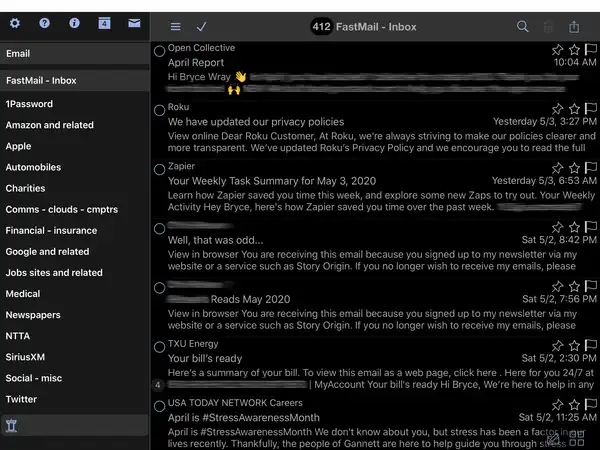 4
412 FastMail - Inbox
Email
FastMail - Inbox
1Password
Amazon and related
Apple
Automobiles
Charities
Comms - clouds - cmptrs
Financial - insurance
Google and related
Jobs sites and related
Medical
Newspapers
NTTA
SiriusXM
Social - misc
Twitter
Open Collective
April Report 10:04 AM
Hi Bryce Wray 👋
🙌
Roku
We have updated our privacy policies Yesterday 5/3, 3:27 PM
View online Dear Roku Customer, At Roku, we're always striving to make our policies clearer and
more transparent. We've updated Roku's Privacy Policy and we encourage you to read the full
Zapier
Your Weekly Task Summary for May 3, 2020 Yesterday 5/3, 6:53 AM
Learn how Zapier saved you time this week, and explore some new Zaps to try out. Your Weekly
Activity Hey Bryce, here's how Zapier saved you time over the past week.
Well, that was odd... Sat 5/2, 8:42 PM
View in browser You are receiving this email because you signed up to my newsletter via my
website or a service such as Story Origin. If you no longer wish to receive my emails, please
Reads May 2020 Sat 5/2, 7:56 PM
View in browser You are receiving this email because you signed up to my newsletter via my
website or a service such as Story Origin. If you no longer wish to receive my emails, please
TXU Energy
Your bill's ready Sat 5/2, 2:30 PM
Here's a summary of your bill. To view this email as a web page, click here . Here for you 24/7 at
4 | MyAccount Your bill's ready Hi Bryce, We're here to help in any
USA TODAY NETWORK Careers
April is #StressAwarenessMonth Sat 5/2, 11:25 AM
April is #StressAwarenessMonth We don't know about you, but stress has been a factor in our
lives recently. Thankfully, the people of Gannett are here to help guide you through stress